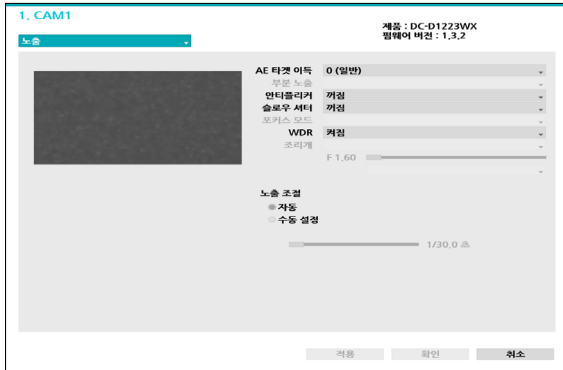 1. CAM1
제품 : DC-D1223WX
펌웨어 버전 : 1.3.2
노출
AE 타겟 이득 0 (일반)
부분 노출
안티플리커 꺼짐
슬로우 셔터 꺼짐
포커스 모드
WDR 켜짐
조리개
F 1.60
노출 조절
자동
수동 설정
1/30.0 초
적용 확인 취소